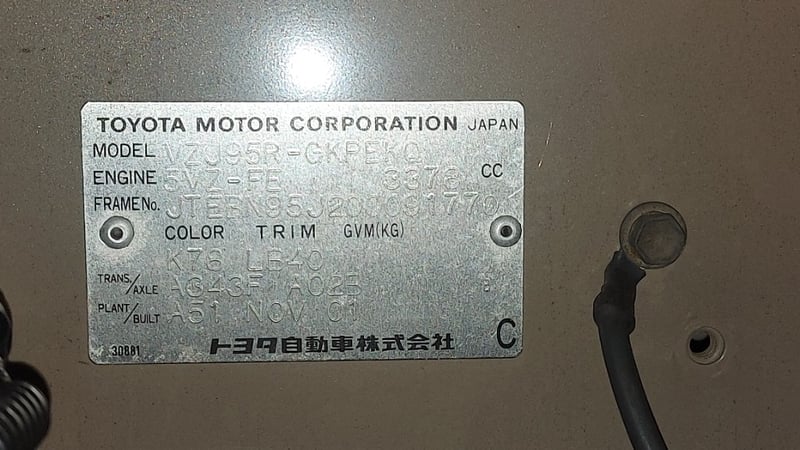 TOYOTA MOTOR CORPORATION JAPAN
MODEL VZJ95R-GKPEKQ
ENGINE 5VZ-FE 3378 CC
FRAME No.
COLOR TRIM GVM(KG)
K78 LB40
TRANS./AXLE A343F A02B
PLANT/BUILT A51 NOV 01
30881
トヨタ自動車株式会社
C